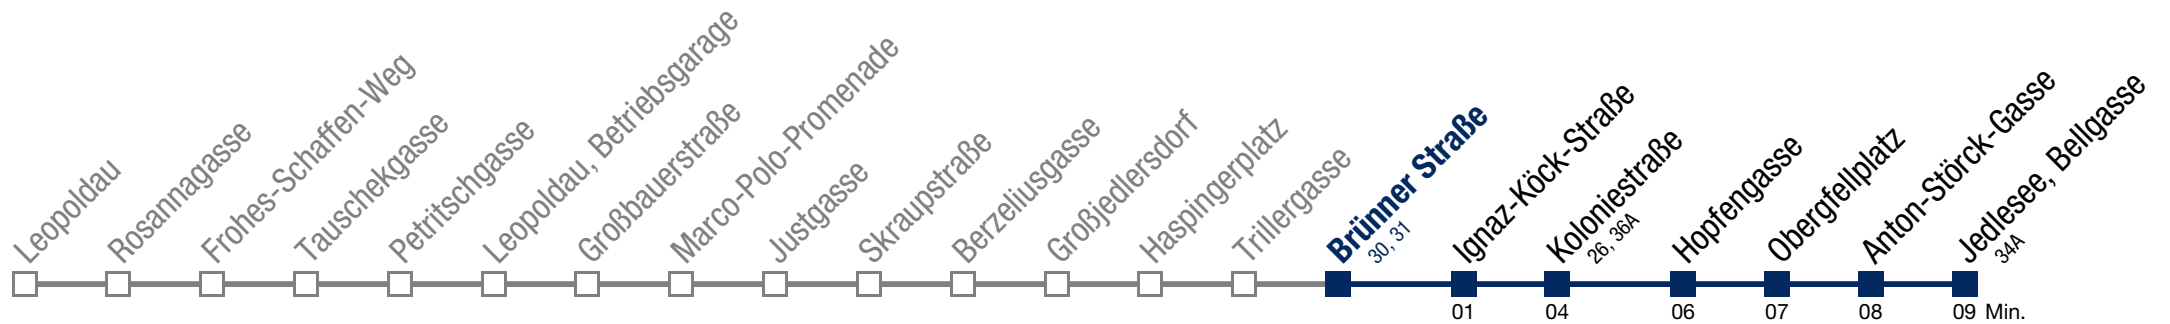 Leopoldau
Rosannagasse
Frohes-Schaffen-Weg
Tauschekgasse
Petritschgasse
Leopoldau, Betriebsgarage
Großbauerstraße
Marco-Polo-Promenade
Justgasse
Skraupstraße
Berzeliusgasse
Großjedlersdorf
Haspingerplatz
Trillergasse
Brünner Straße
30, 31
Ignaz-Köck-Straße
Koloniestraße
26, 36A
Hopfengasse
Obergfellplatz
Anton-Störck-Gasse
Jedlesee, Bellgasse
34A
01 04 06 07 08 09 Min.